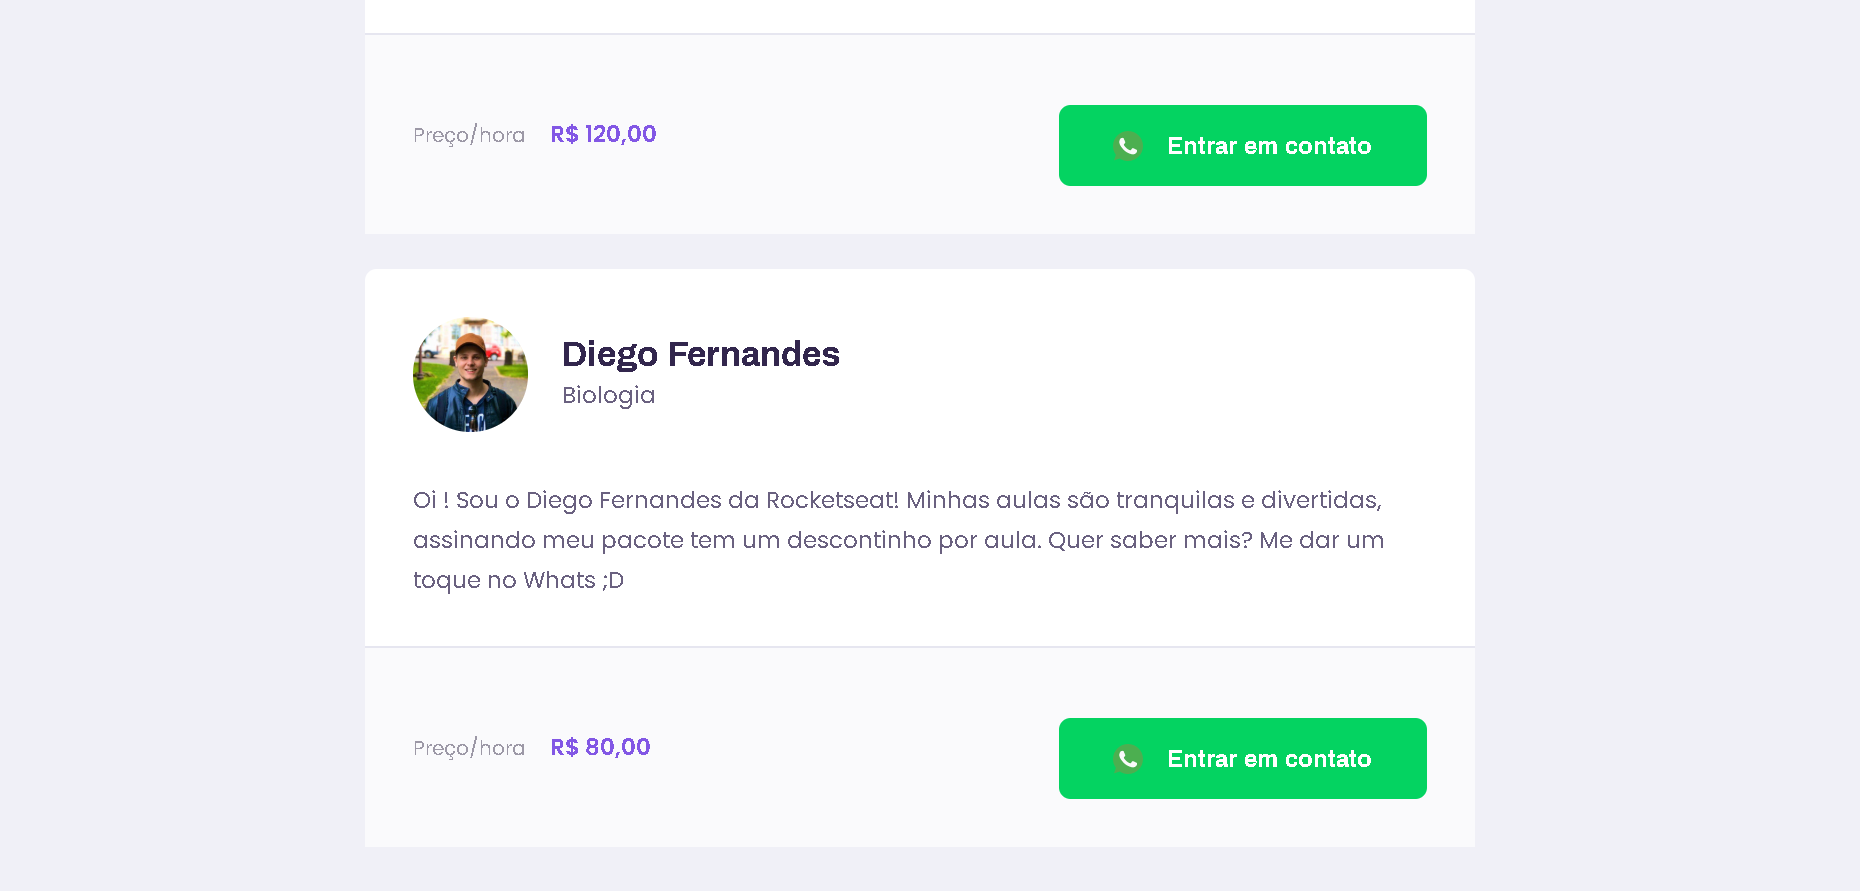 Preço/hora R$ 120,00 Entrar em contato
Diego Fernandes
Biologia
Oi ! Sou o Diego Fernandes da Rocketseat! Minhas aulas são tranquilas e divertidas,
assinando meu pacote tem um descontinho por aula. Quer saber mais? Me dar um
toque no Whats ;D
Preço/hora R$ 80,00 Entrar em contato